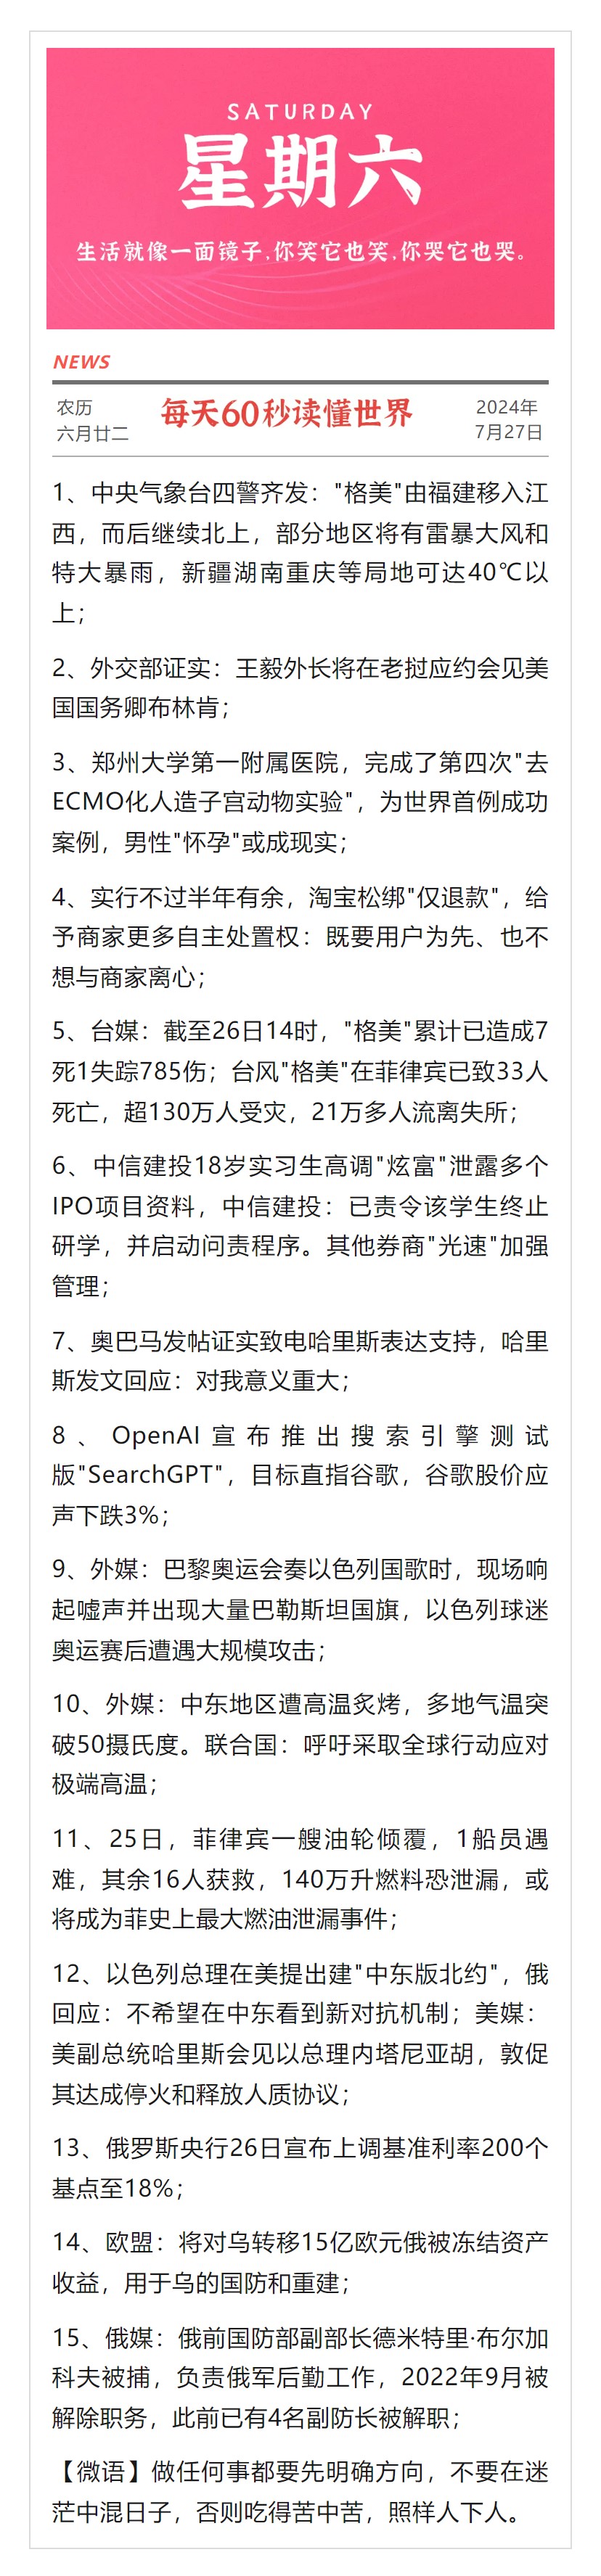 SATURDAY
星期六
生活就像一面镜子,你笑它也笑,你哭它也哭。
NEWS
农历
六月廿二
每天60秒读懂世界
2024年
7月27日
1、中央气象台四警齐发："格美"由福建移入江
西，而后继续北上，部分地区将有雷暴大风和
特大暴雨，新疆湖南重庆等局地可达40℃以
上；
2、外交部证实：王毅外长将在老挝应约会见美
国国务卿布林肯；
3、郑州大学第一附属医院，完成了第四次"去
ECMO化人造子宫动物实验"，为世界首例成功
案例，男性"怀孕"或成现实；
4、实行不过半年有余，淘宝松绑"仅退款"，给
予商家更多自主处置权：既要用户为先、也不
想与商家离心；
5、台媒：截至26日14时，"格美"累计已造成7
死1失踪785伤；台风"格美"在菲律宾已致33人
死亡，超130万人受灾，21万多人流离失所；
6、中信建投18岁实习生高调"炫富"泄露多个
IPO项目资料，中信建投：已责令该学生终止
研学，并启动问责程序。其他券商"光速"加强
管理；
7、奥巴马发帖证实致电哈里斯表达支持，哈里
斯发文回应：对我意义重大；
8、OpenAI宣布推出搜索引擎测试
版"SearchGPT"，目标直指谷歌，谷歌股价应
声下跌3%；
9、外媒：巴黎奥运会奏以色列国歌时，现场响
起嘘声并出现大量巴勒斯坦国旗，以色列球迷
奥运赛后遭遇大规模攻击；
10、外媒：中东地区遭高温炙烤，多地气温突
破50摄氏度。联合国：呼吁采取全球行动应对
极端高温；
11、25日，菲律宾一艘油轮倾覆，1船员遇
难，其余16人获救，140万升燃料恐泄漏，或
将成为菲史上最大燃油泄漏事件；
12、以色列总理在美提出建"中东版北约"，俄
回应：不希望在中东看到新对抗机制；美媒：
美副总统哈里斯会见以总理内塔尼亚胡，敦促
其达成停火和释放人质协议；
13、俄罗斯央行26日宣布上调基准利率200个
基点至18%；
14、欧盟：将对乌转移15亿欧元俄被冻结资产
收益，用于乌的国防和重建；
15、俄媒：俄前国防部副部长德米特里·布尔加
科夫被捕，负责俄军后勤工作，2022年9月被
解除职务，此前已有4名副防长被解职；
【微语】做任何事都要先明确方向，不要在迷
茫中混日子，否则吃得苦中苦，照样人下人。